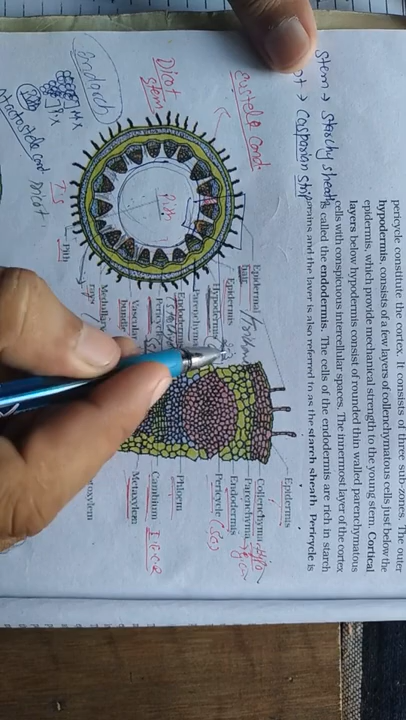 pericycle constitute the cortex. It consists of three sub-zones. The outer
hypodermis, consists of a few layers of collenchymatous cells just below the
epidermis, which provide mechanical strength to the young stem. Cortical
layers below hypodermis consist of rounded thin walled parenchymatous
cells with conspicuous intercellular spaces. The innermost layer of the cortex
is called the endodermis. The cells of the endodermis are rich in starch
grains and the layer is also referred to as the starch sheath. Pericycle is
stem → starchy sheath
→ Casparian strip
eustele cond
Dicot
stem
endarch
Pith
T.S
Epidermal
hair
Epidermis
Hypodermis
Parenchyma
Vascular
bundle
Medullary
rays
Pith
Epidermis
Collenchyma
Parenchyma
Endodermis
Pericycle
Phloem
Cambium
Metaxylem